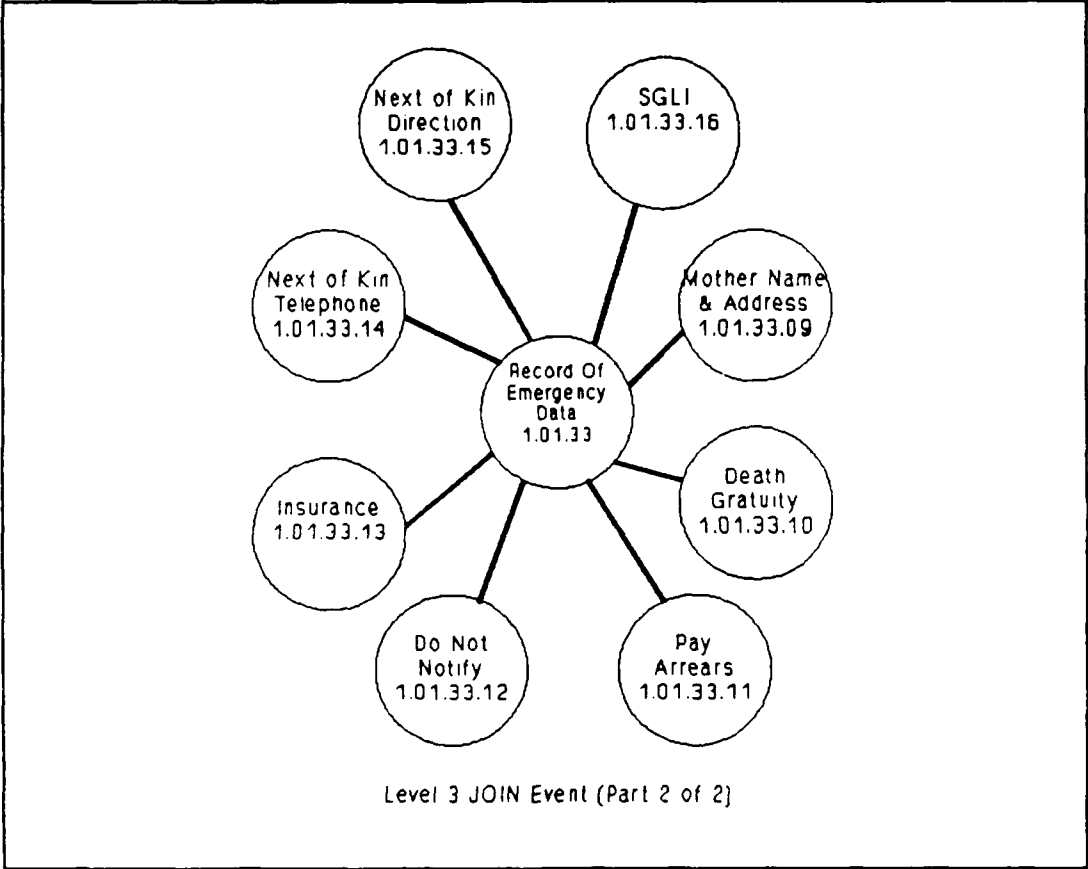 Next of Kin
Direction
1.01.33.15
SGLI
1.01.33.16
Next of Kin
Telephone
1.01.33.14
Mother Name
& Address
1.01.33.09
Record Of
Emergency
Data
1.01.33
Insurance
1.01.33.13
Death
Gratuity
1.01.33.10
Do Not
Notify
1.01.33.12
Pay
Arrears
1.01.33.11
Level 3 JOIN Event (Part 2 of 2)